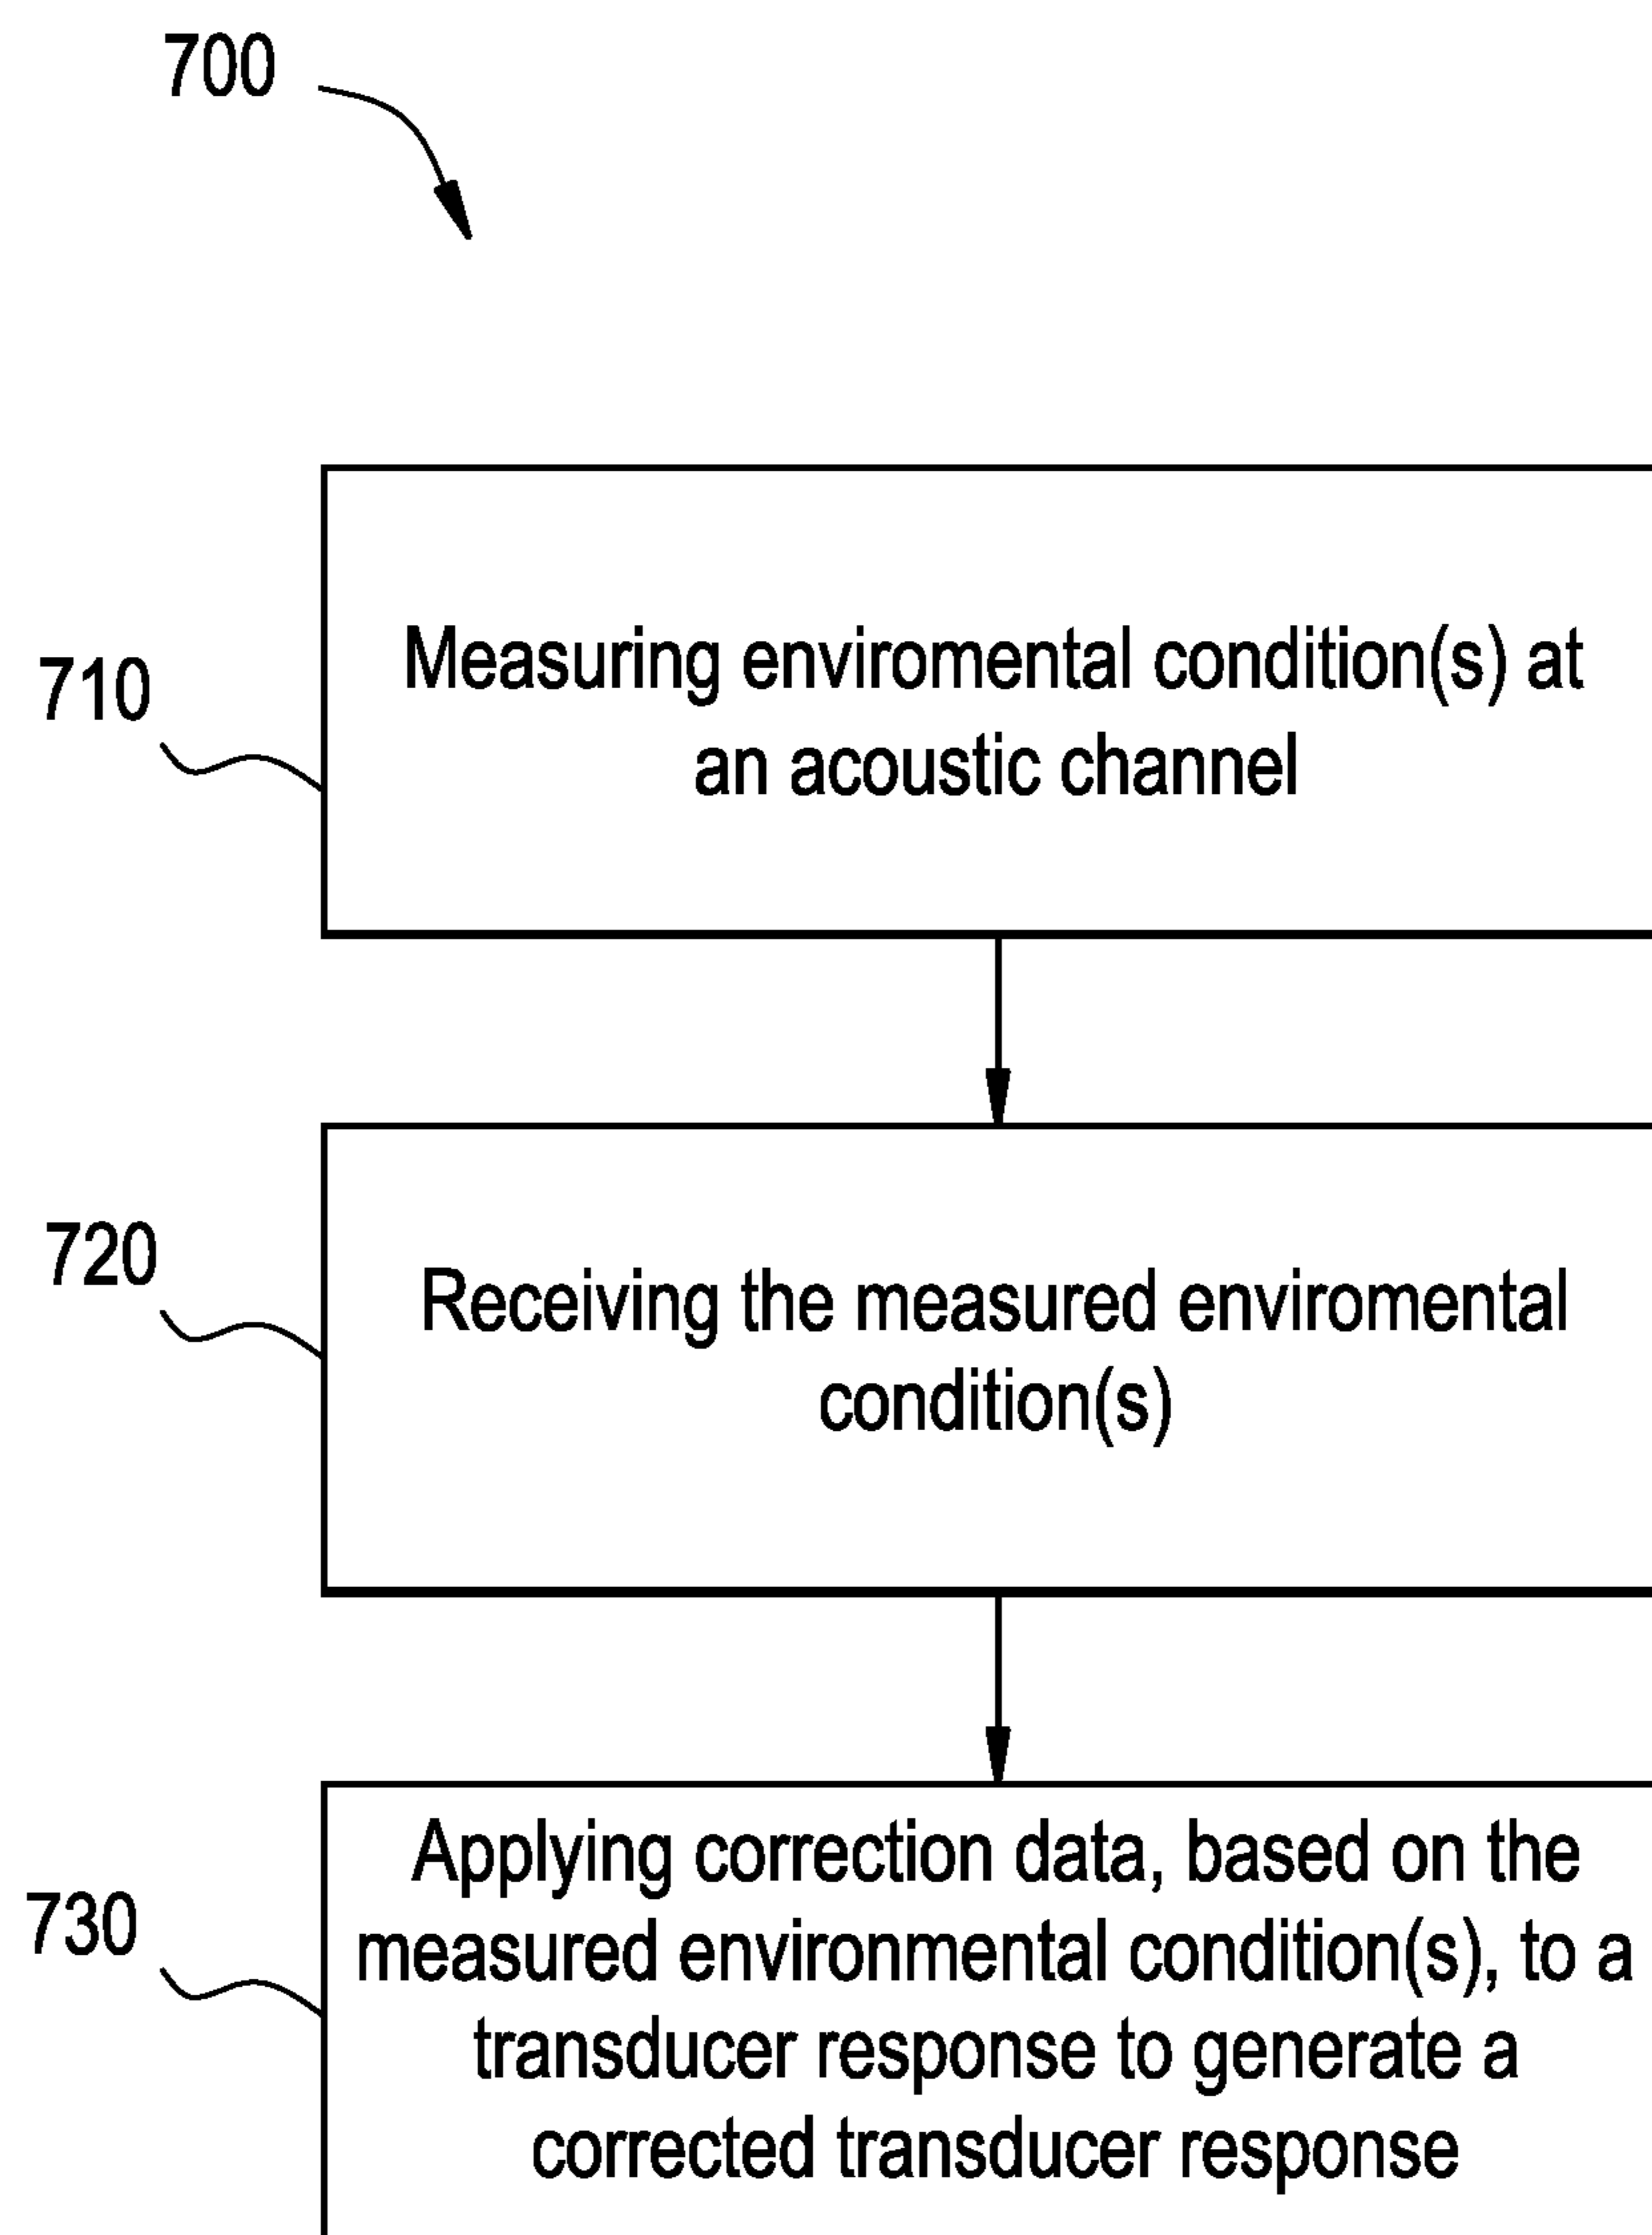 700
710
Measuring enviromental condition(s) at
an acoustic channel
720
Receiving the measured enviromental
condition(s)
730
Applying correction data, based on the
measured environmental condition(s), to a
transducer response to generate a
corrected transducer response